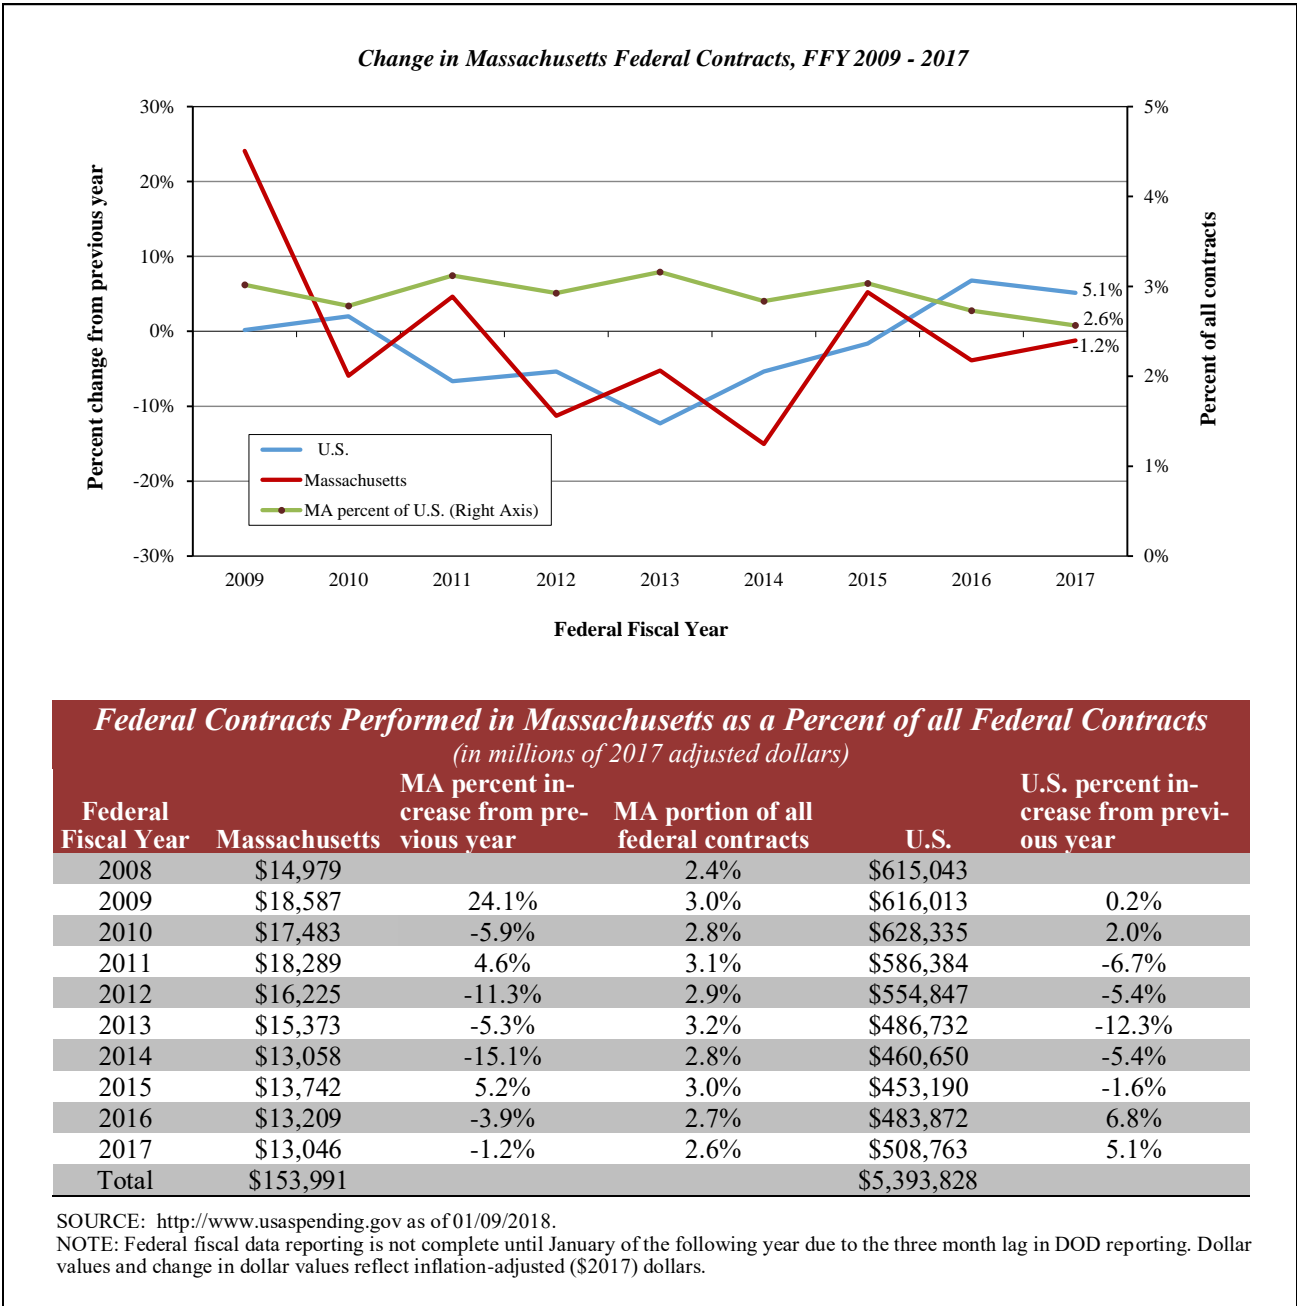 Change in Massachusetts Federal Contracts, FFY 2009 - 2017
30%
20%
10%
0%
-10%
-20%
-30%
Percent change from previous year
5%
4%
3%
2%
1%
0%
Percent of all contracts
5.1%
2.6%
-1.2%
U.S.
Massachusetts
MA percent of U.S. (Right Axis)
2009 2010 2011 2012 2013 2014 2015 2016 2017
Federal Fiscal Year
Federal Contracts Performed in Massachusetts as a Percent of all Federal Contracts
(in millions of 2017 adjusted dollars)
Federal
Fiscal Year
Massachusetts
MA percent in-
crease from pre-
vious year
MA portion of all
federal contracts
U.S.
U.S. percent in-
crease from previ-
ous year
2008 $14,979 2.4% $615,043
2009 $18,587 24.1% 3.0% $616,013 0.2%
2010 $17,483 -5.9% 2.8% $628,335 2.0%
2011 $18,289 4.6% 3.1% $586,384 -6.7%
2012 $16,225 -11.3% 2.9% $554,847 -5.4%
2013 $15,373 -5.3% 3.2% $486,732 -12.3%
2014 $13,058 -15.1% 2.8% $460,650 -5.4%
2015 $13,742 5.2% 3.0% $453,190 -1.6%
2016 $13,209 -3.9% 2.7% $483,872 6.8%
2017 $13,046 -1.2% 2.6% $508,763 5.1%
Total $153,991 $5,393,828
SOURCE: http://www.usaspending.gov as of 01/09/2018.
NOTE: Federal fiscal data reporting is not complete until January of the following year due to the three month lag in DOD reporting. Dollar
values and change in dollar values reflect inflation-adjusted ($2017) dollars.